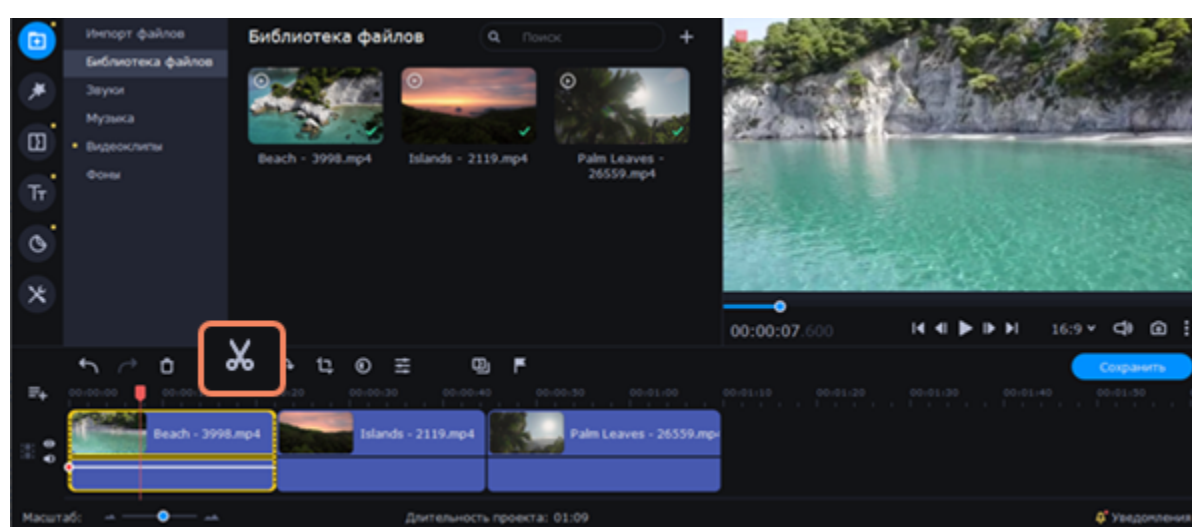 Импорт файлов
Библиотека файлов
Звуки
Музыка
Видеоклипы
Фоны
Библиотека файлов
Поиск
Beach - 3998.mp4
Islands - 2119.mp4
Palm Leaves -
26559.mp4
00:00:07.600
16:9
Сохранить
00:00:00
00:00:30
00:00:40
00:00:50
00:01:00
00:01:10
00:01:20
00:01:30
00:01:40
00:01:50
Beach - 3998.mp4
Islands - 2119.mp4
Palm Leaves - 26559.mp
Масштаб:
Длительность проекта: 01:09
Уведомления